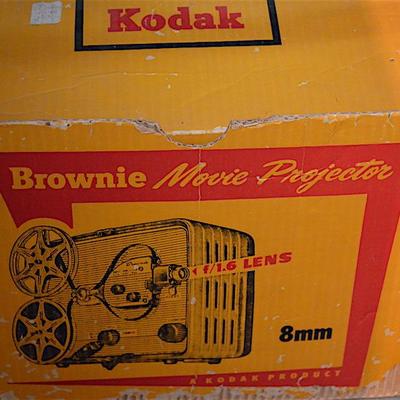 Kodak
Brownie Movie Projector
f/1.6 LENS
8mm
A KODAK PRODUCT